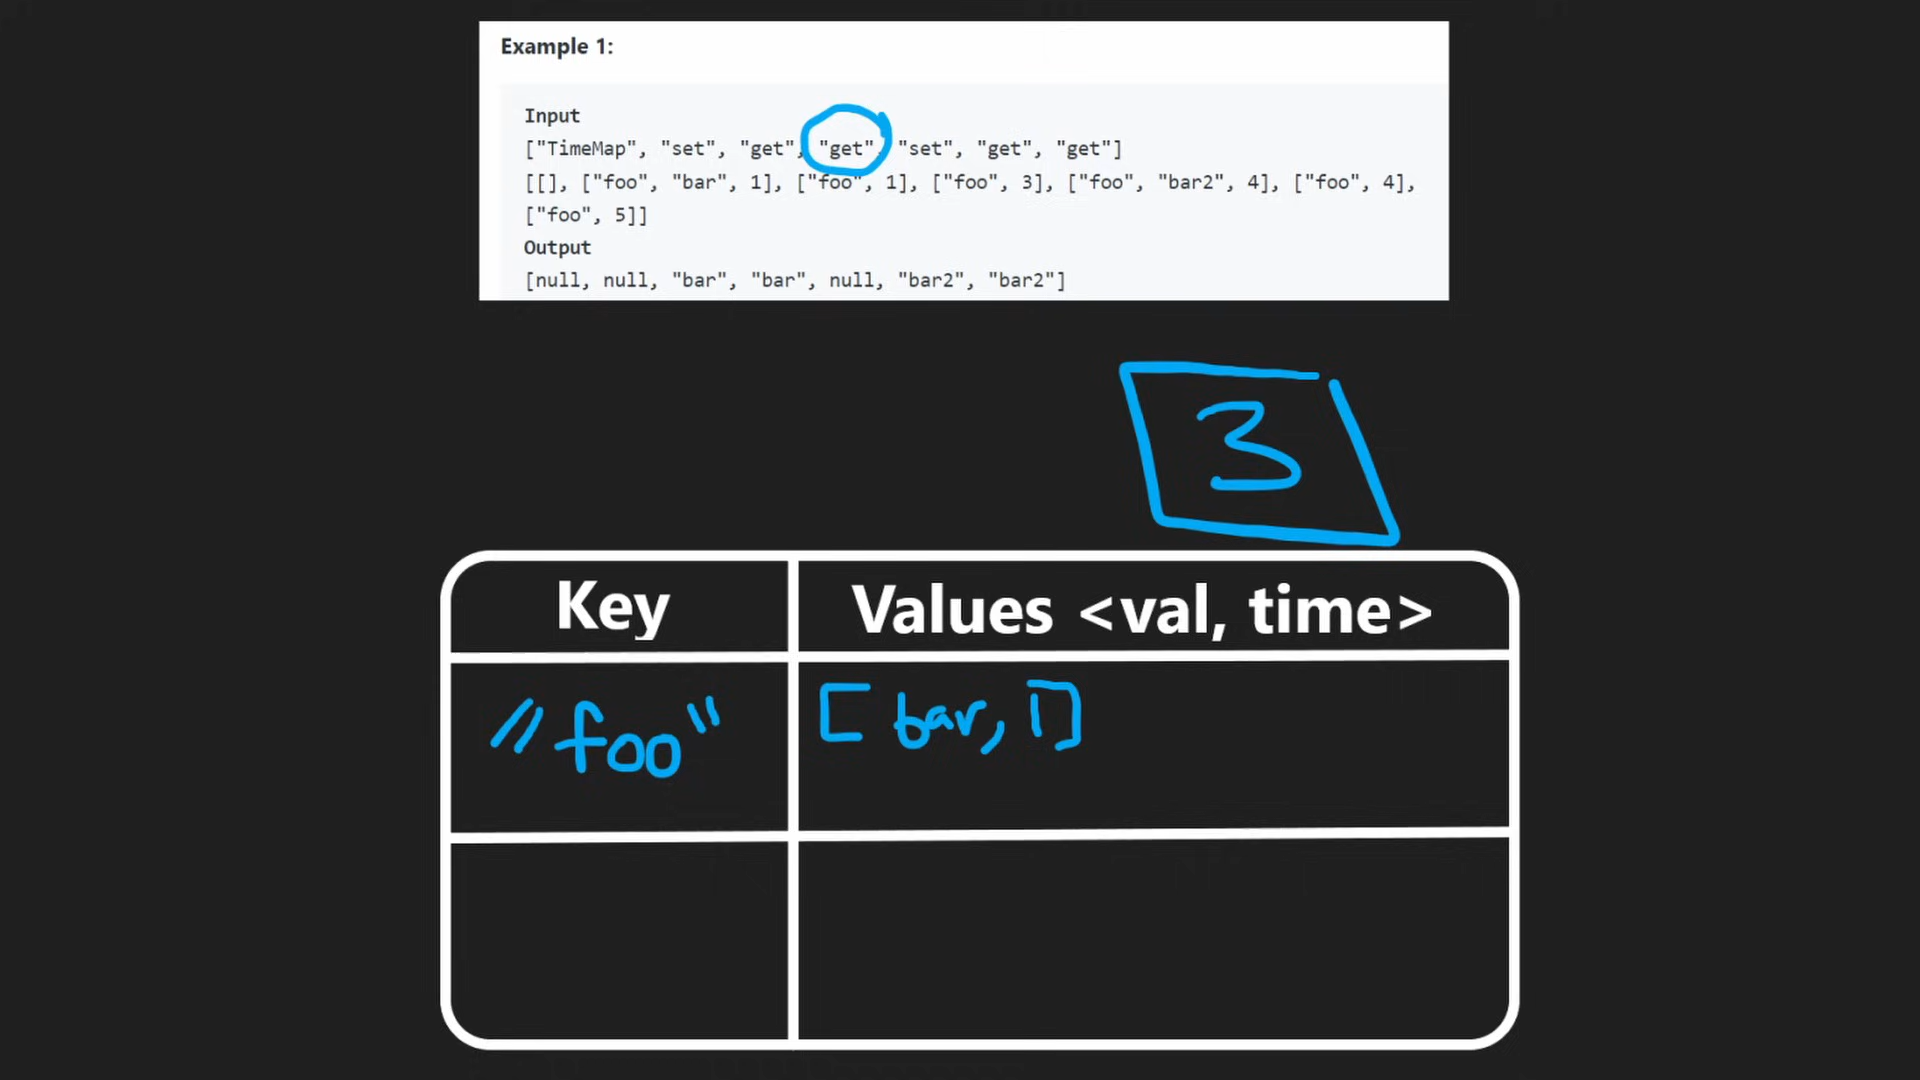 Example 1:
Input
["TimeMap", "set", "get", "get", "set", "get", "get"]
[[], ["foo", "bar", 1], ["foo", 1], ["foo", 3], ["foo", "bar2", 4], ["foo", 4],
["foo", 5]]
Output
[null, null, "bar", "bar", null, "bar2", "bar2"]
3
Key
Values <val, time>
"foo"
[bar, 1]